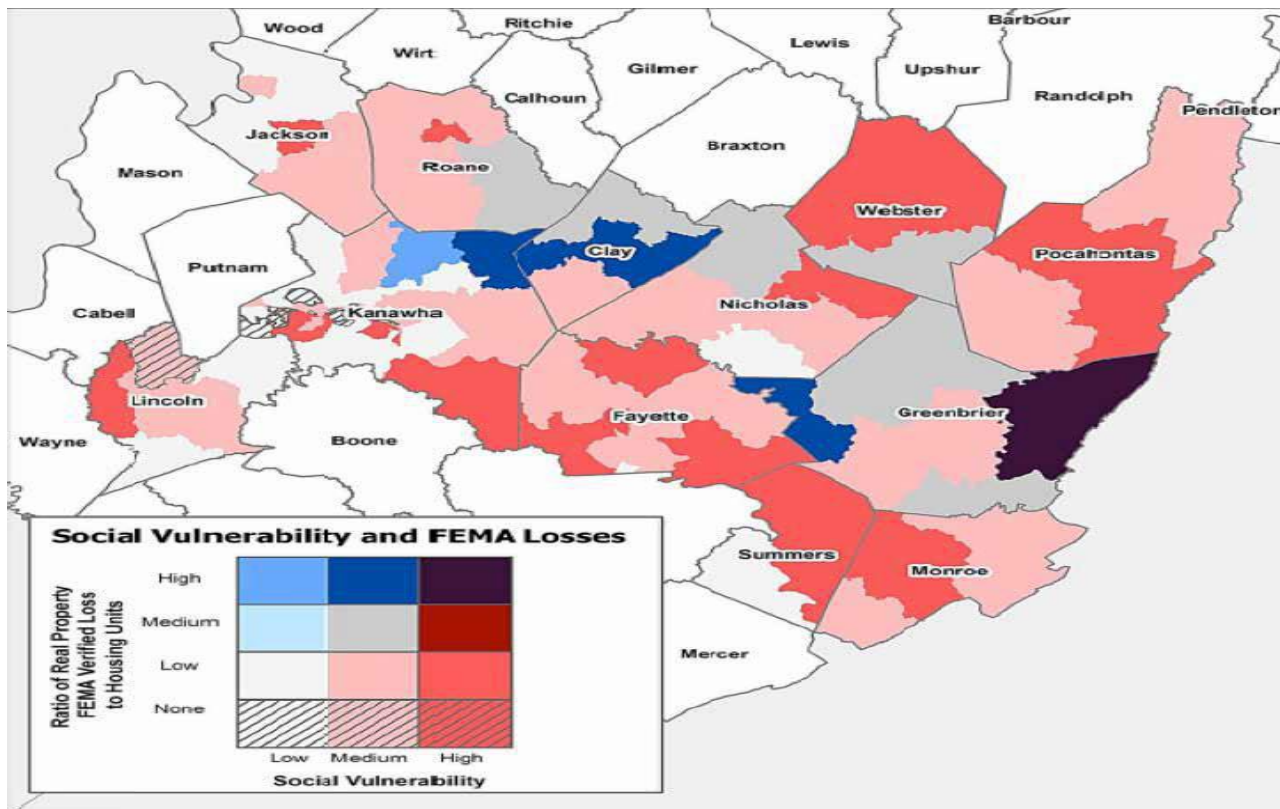 Wood
Ritchie
Barbour
Wirt
Lewis
Gilmer
Upshur
Calhoun
Randolph
Pendleton
Jackson
Braxton
Roane
Mason
Webster
Clay
Pocahontas
Putnam
Nicholas
Cabell
Kanawha
Lincoln
Greenbrier
Fayette
Wayne
Boone
Summers
Monroe
Mercer
Social Vulnerability and FEMA Losses
Ratio of Real Property
FEMA Verified Loss
to Housing Units
High
Medium
Low
None
Low Medium High
Social Vulnerability